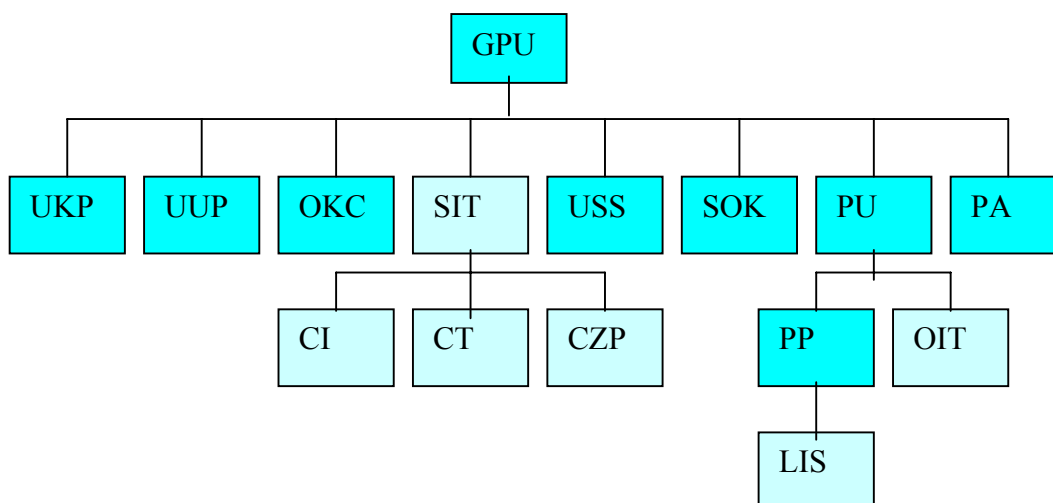 GPU
UKP UUP OKC SIT USS SOK PU PA
CI CT CZP PP OIT
LIS